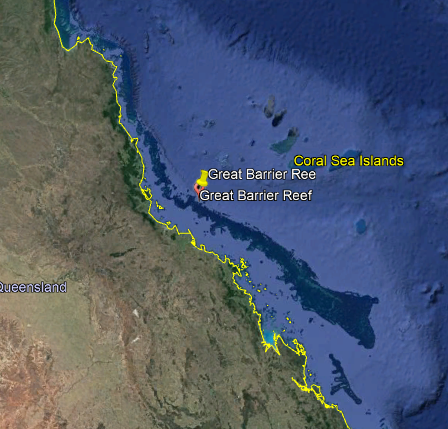 Coral Sea Islands
Great Barrier Ree
Great Barrier Reef
Queensland